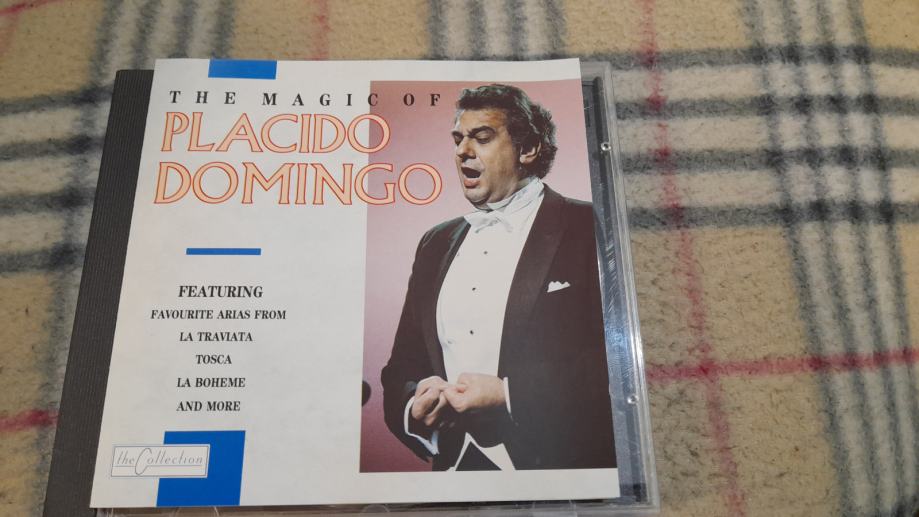 THE MAGIC OF
PLACIDO
DOMINGO
FEATURING
FAVOURITE ARIAS FROM
LA TRAVIATA
TOSCA
LA BOHEME
AND MORE
the Collection